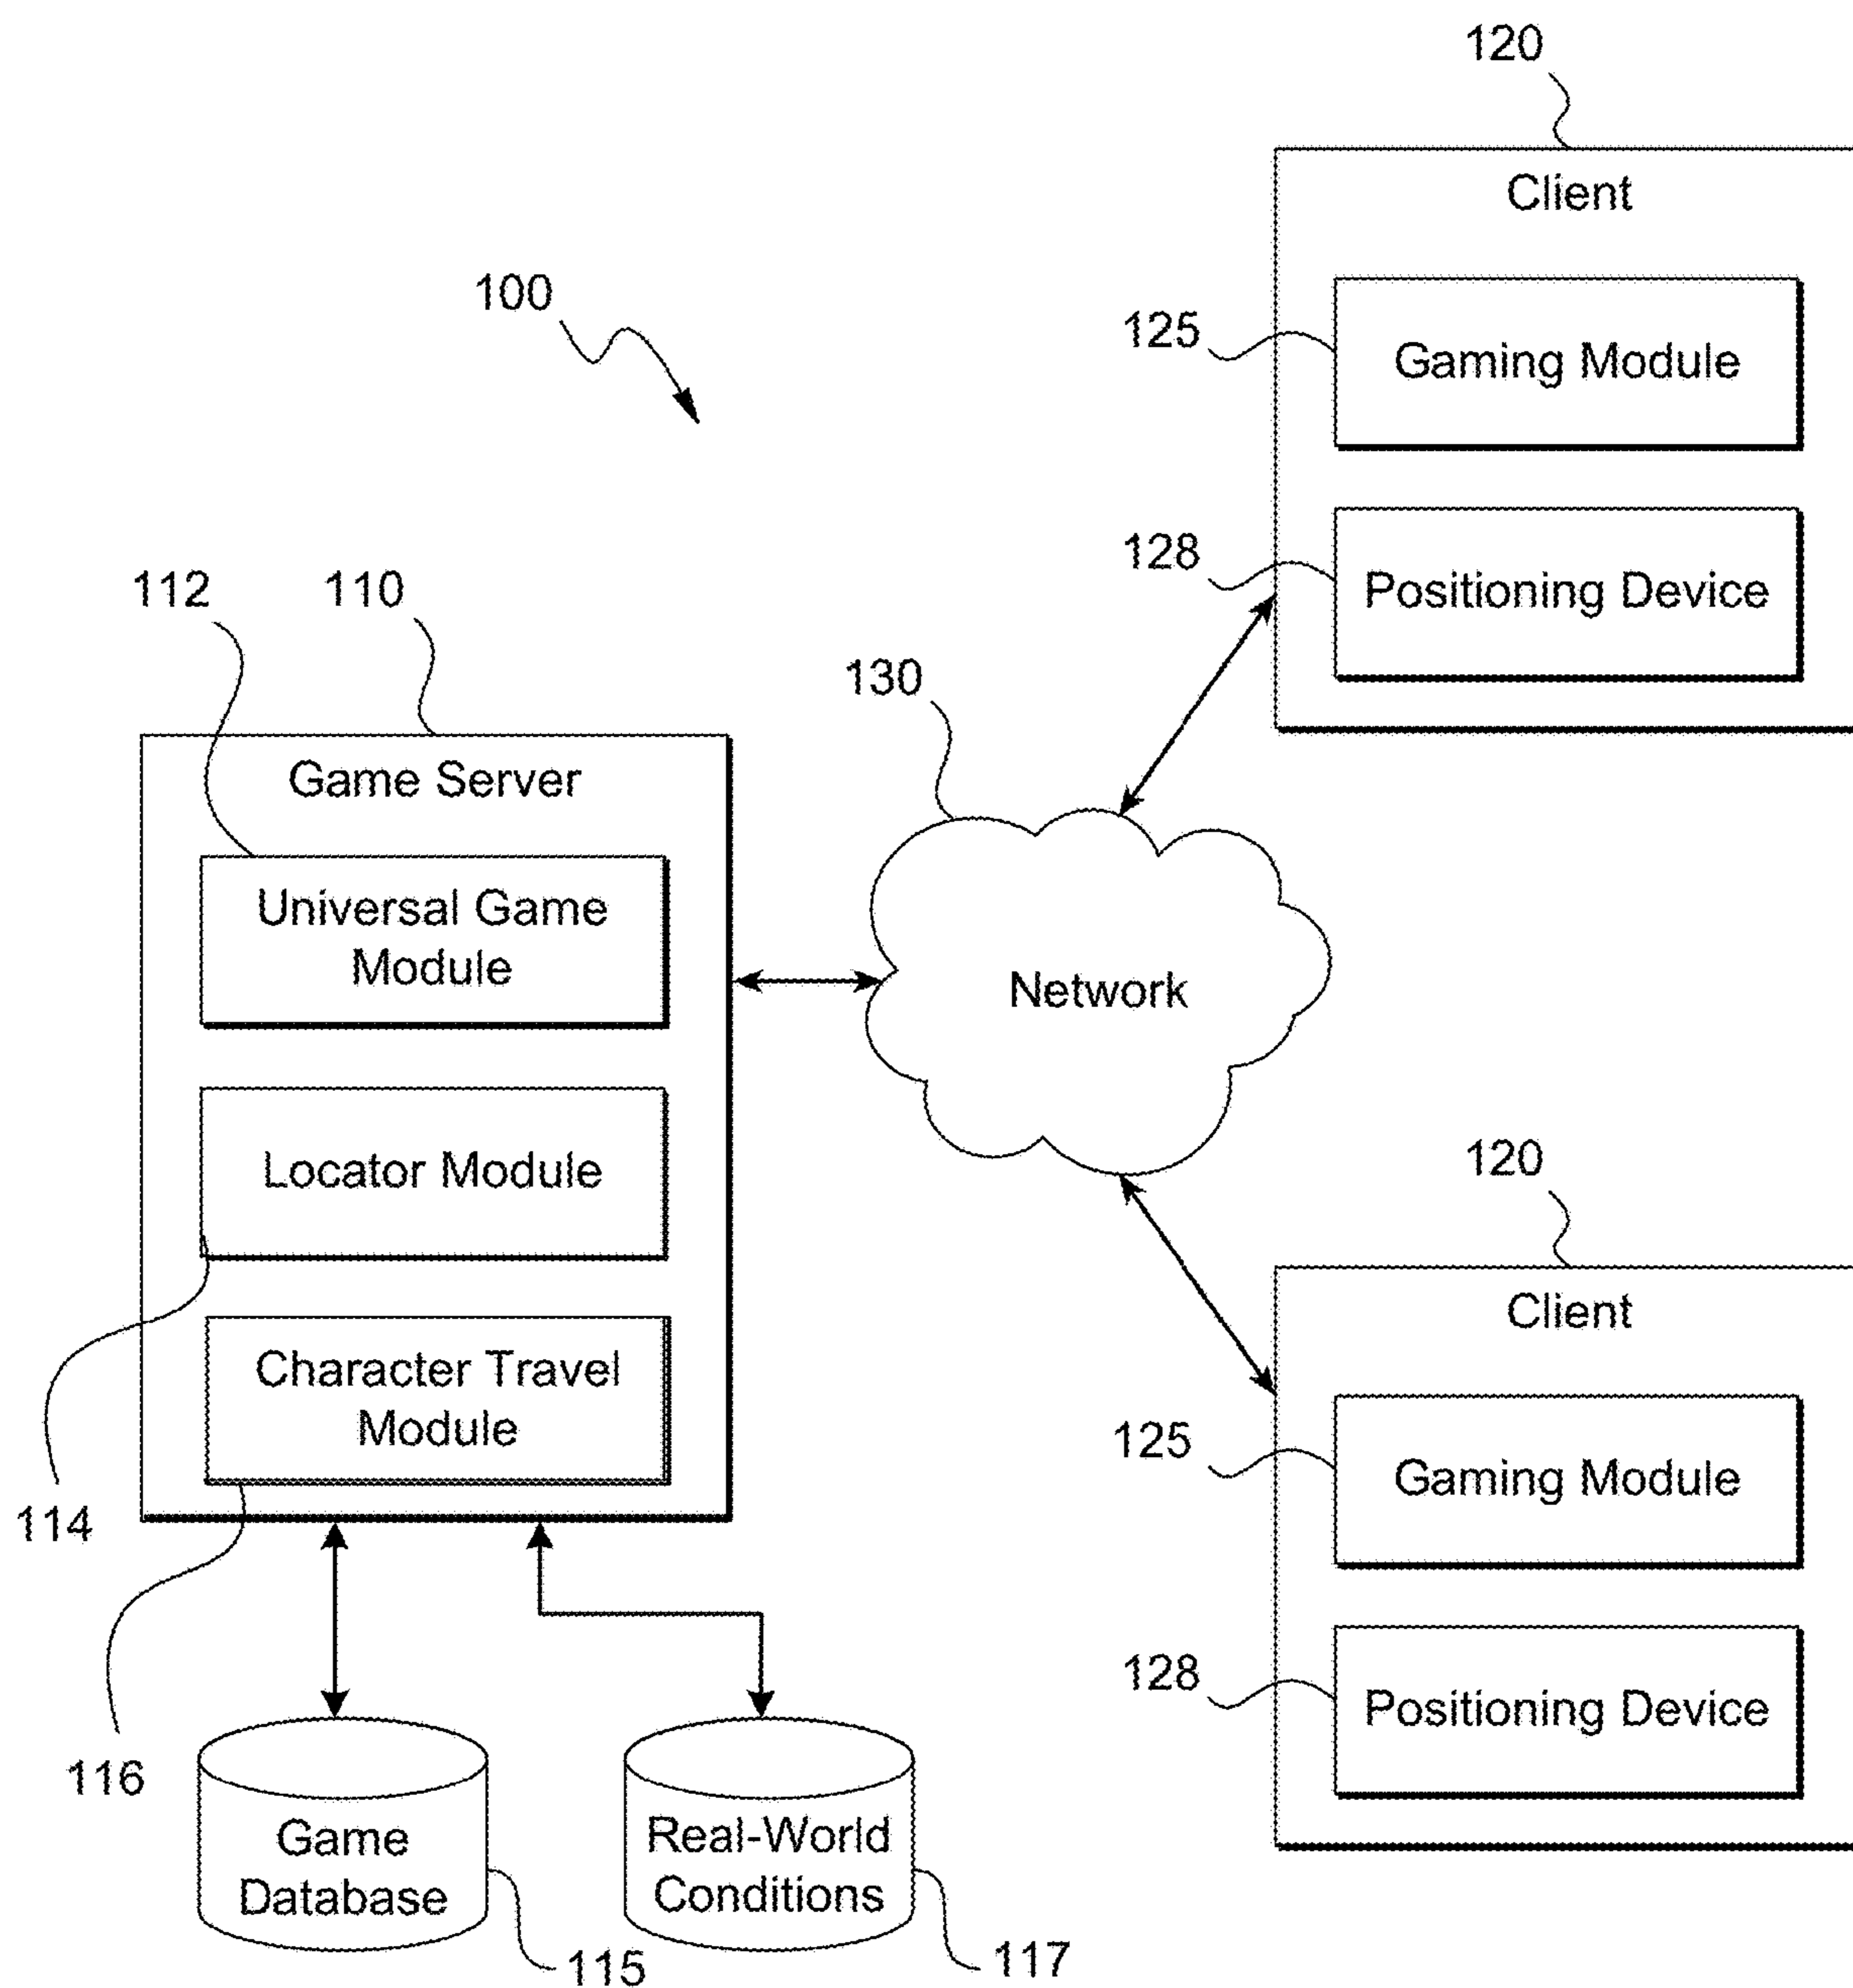 120
Client
100
125
Gaming Module
128
Positioning Device
112
110
130
Game Server
Universal Game
Module
Network
Locator Module
120
Client
Character Travel
Module
125
Gaming Module
114
128
Positioning Device
116
Game
Database
Real-World
Conditions
115
117